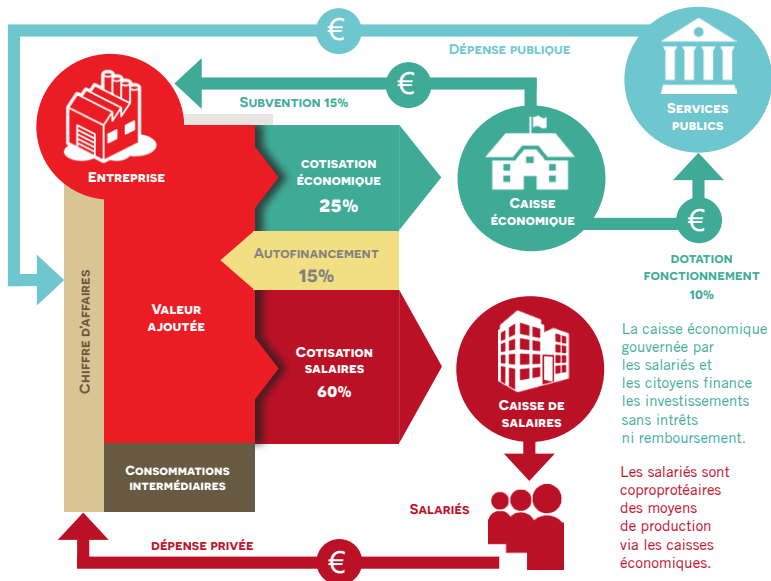 €
DÉPENSE PUBLIQUE
SERVICES
PUBLICS
€
SUBVENTION 15%
ENTREPRISE
COTISATION
ÉCONOMIQUE
25%
CAISSE
ÉCONOMIQUE
€
DOTATION
FONCTIONNEMENT
10%
AUTOFINANCEMENT
15%
CHIFFRE D'AFFAIRES
VALEUR
AJOUTÉE
COTISATION
SALAIRES
60%
CAISSE DE
SALAIRES
La caisse économique
gouvernée par
les salariés et
les citoyens finance
les investissements
sans intrêts
ni remboursement.
CONSOMMATIONS
INTERMÉDIAIRES
SALARIÉS
Les salariés sont
coproprotéaires
des moyens
de production
via les caisses
économiques.
DÉPENSE PRIVÉE
€